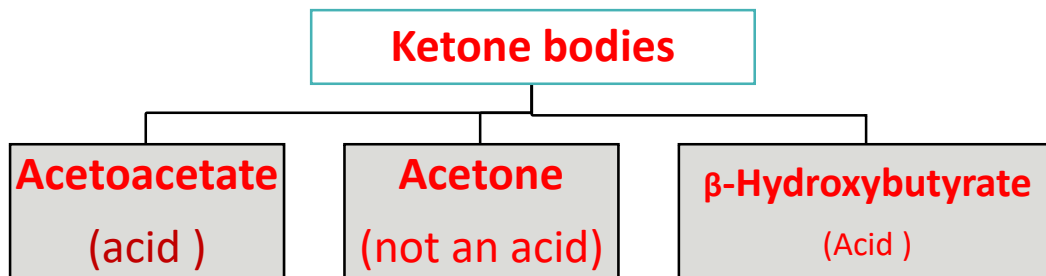 Ketone bodies
Acetoacetate
(acid )
Acetone
(not an acid)
β-Hydroxybutyrate
(Acid )